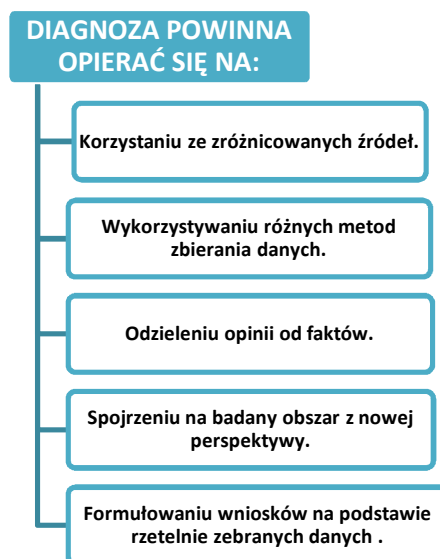 DIAGNOZA POWINNA
OPIERAĆ SIĘ NA:
Korzystaniu ze zróżnicowanych źródeł.
Wykorzystywaniu różnych metod
zbierania danych.
Odzieleniu opinii od faktów.
Spojrzeniu na badany obszar z nowej
perspektywy.
Formułowaniu wniosków na podstawie
rzetelnie zebranych danych .